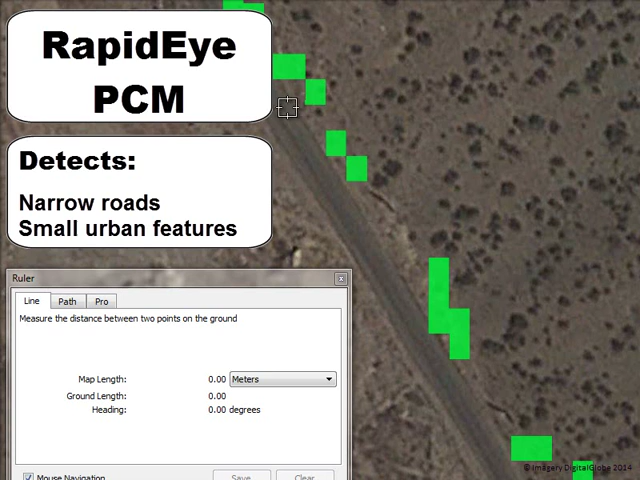 RapidEye
PCM
Detects:
Narrow roads
Small urban features
Ruler
Line Path Pro
Measure the distance between two points on the ground
Map Length: 0.00 Meters
Ground Length: 0.00
Heading: 0.00 degrees
Mouse Navigation Save Clear
© Imagery DigitalGlobe 2014